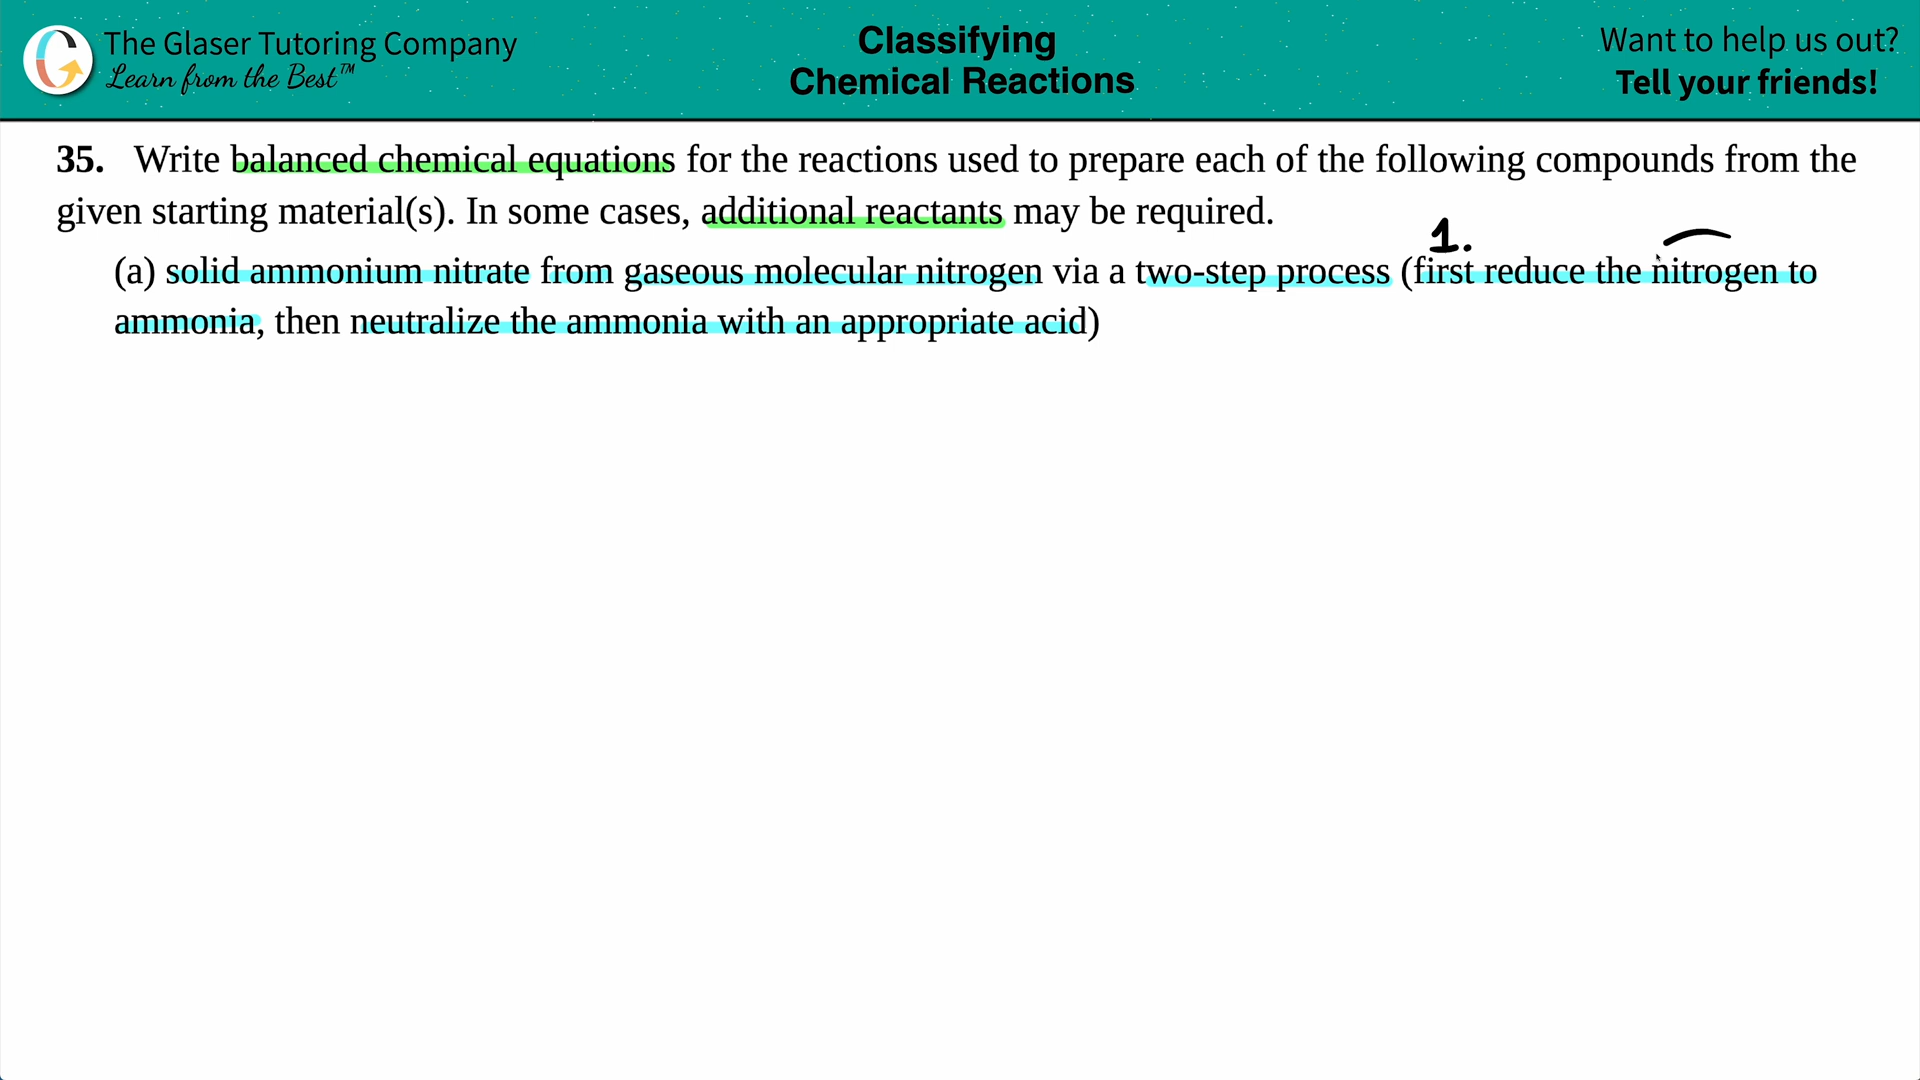 The Glaser Tutoring Company
Learn from the Best™
Classifying
Chemical Reactions
Want to help us out?
Tell your friends!
35. Write balanced chemical equations for the reactions used to prepare each of the following compounds from the
given starting material(s). In some cases, additional reactants may be required.
1.
(a) solid ammonium nitrate from gaseous molecular nitrogen via a two-step process (first reduce the nitrogen to
ammonia, then neutralize the ammonia with an appropriate acid)